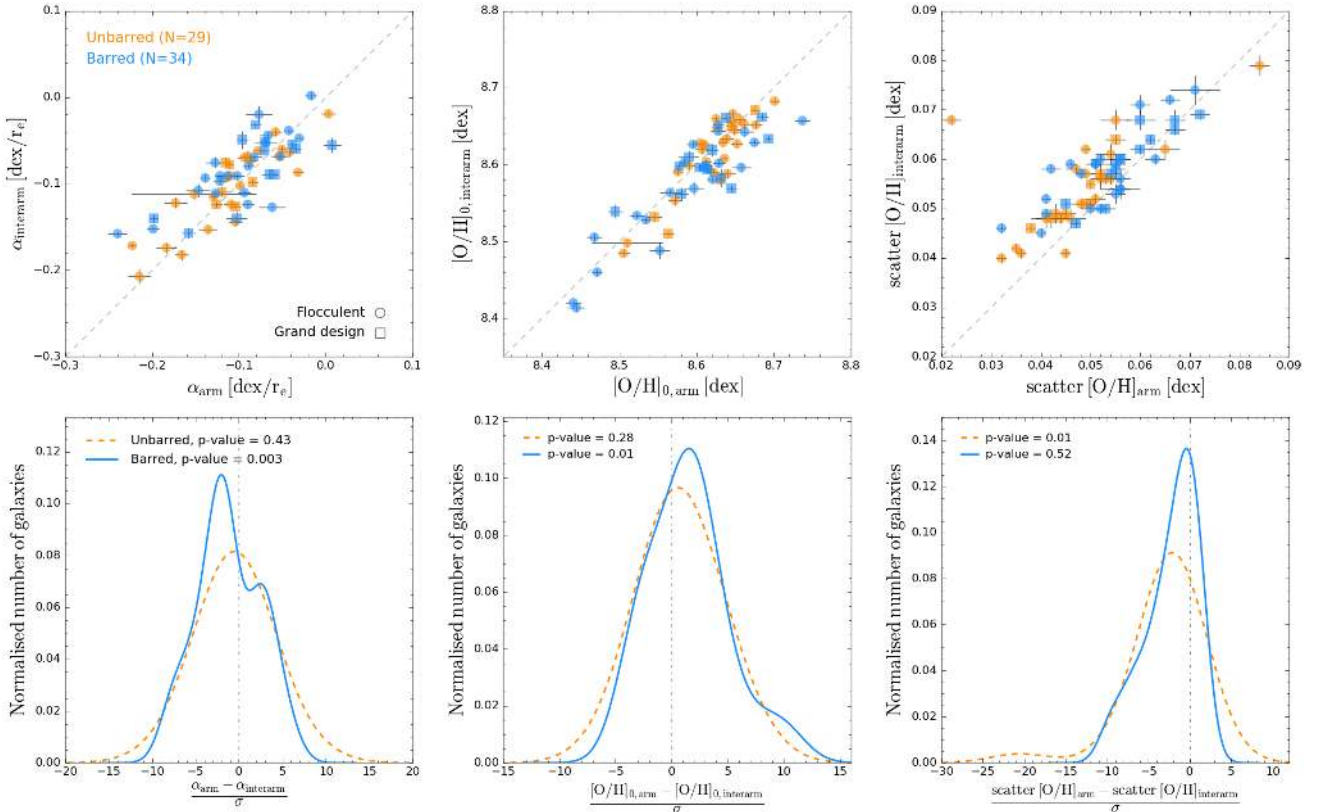 Unbarred (N=29)
Barred (N=34)
Flocculent
Grand design
0.1
0.0
−0.1
−0.2
−0.3
−0.3 −0.2 −0.1 0.0 0.1
α_interarm [dex/r_e]
α_arm [dex/r_e]
8.8
8.7
8.6
8.5
8.4
8.4 8.5 8.6 8.7 8.8
[O/H]_0, interarm [dex]
[O/H]_0, arm [dex]
0.09
0.08
0.07
0.06
0.05
0.04
0.03
0.02
0.02 0.03 0.04 0.05 0.06 0.07 0.08 0.09
scatter [O/H]_interarm [dex]
scatter [O/H]_arm [dex]
Unbarred, p-value = 0.43
Barred, p-value = 0.003
0.12
0.10
0.08
0.06
0.04
0.02
0.00
−20 −15 −10 −5 0 5 10 15 20
Normalised number of galaxies
α_arm − α_interarm
σ
p-value = 0.28
p-value = 0.01
0.12
0.10
0.08
0.06
0.04
0.02
0.00
−15 −10 −5 0 5 10 15
Normalised number of galaxies
[O/H]_0, arm − [O/H]_0, interarm
σ
p-value = 0.01
p-value = 0.52
0.14
0.12
0.10
0.08
0.06
0.04
0.02
0.00
−30 −25 −20 −15 −10 −5 0 5 10
Normalised number of galaxies
scatter [O/H]_arm − scatter [O/H]_interarm
σ